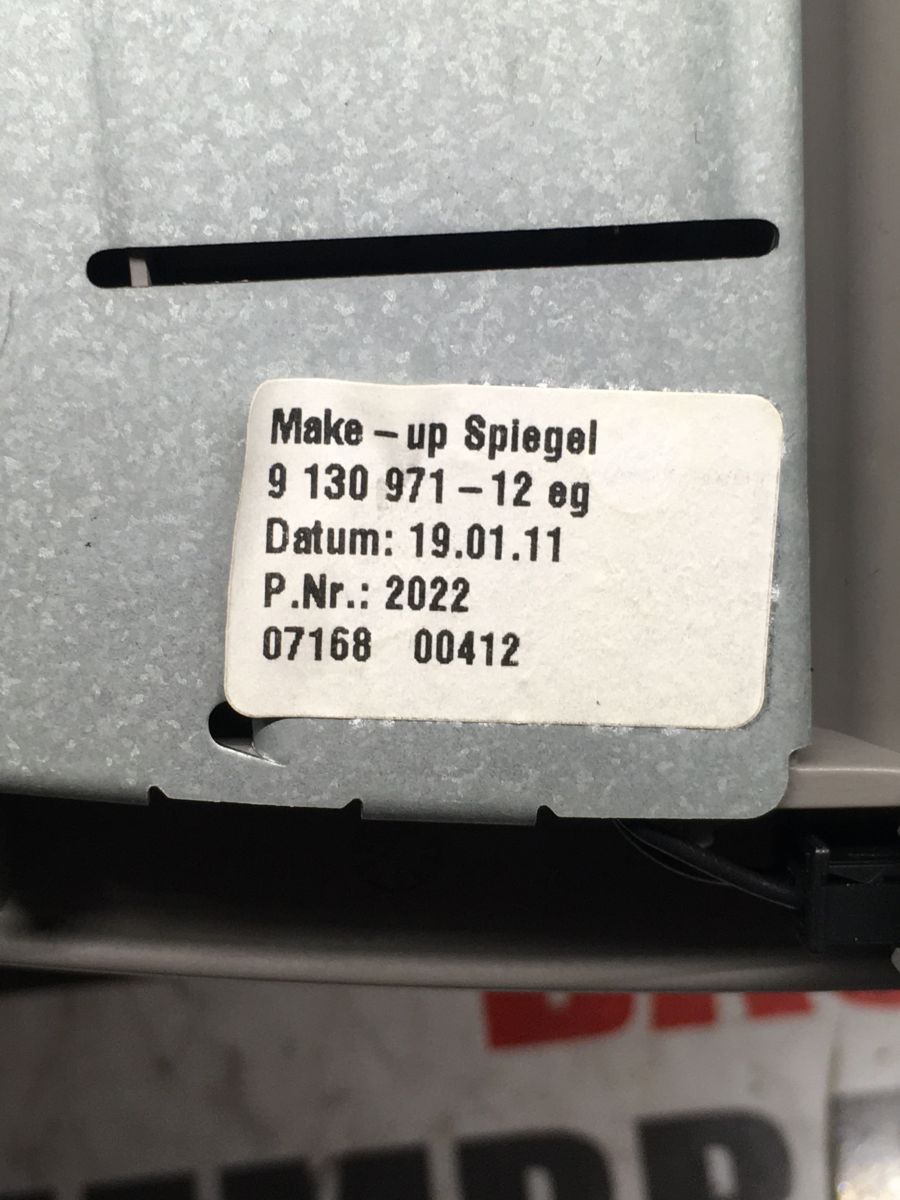 Make-up Spiegel
9 130 971-12 eg
Datum: 19.01.11
P.Nr.: 2022
07168 00412